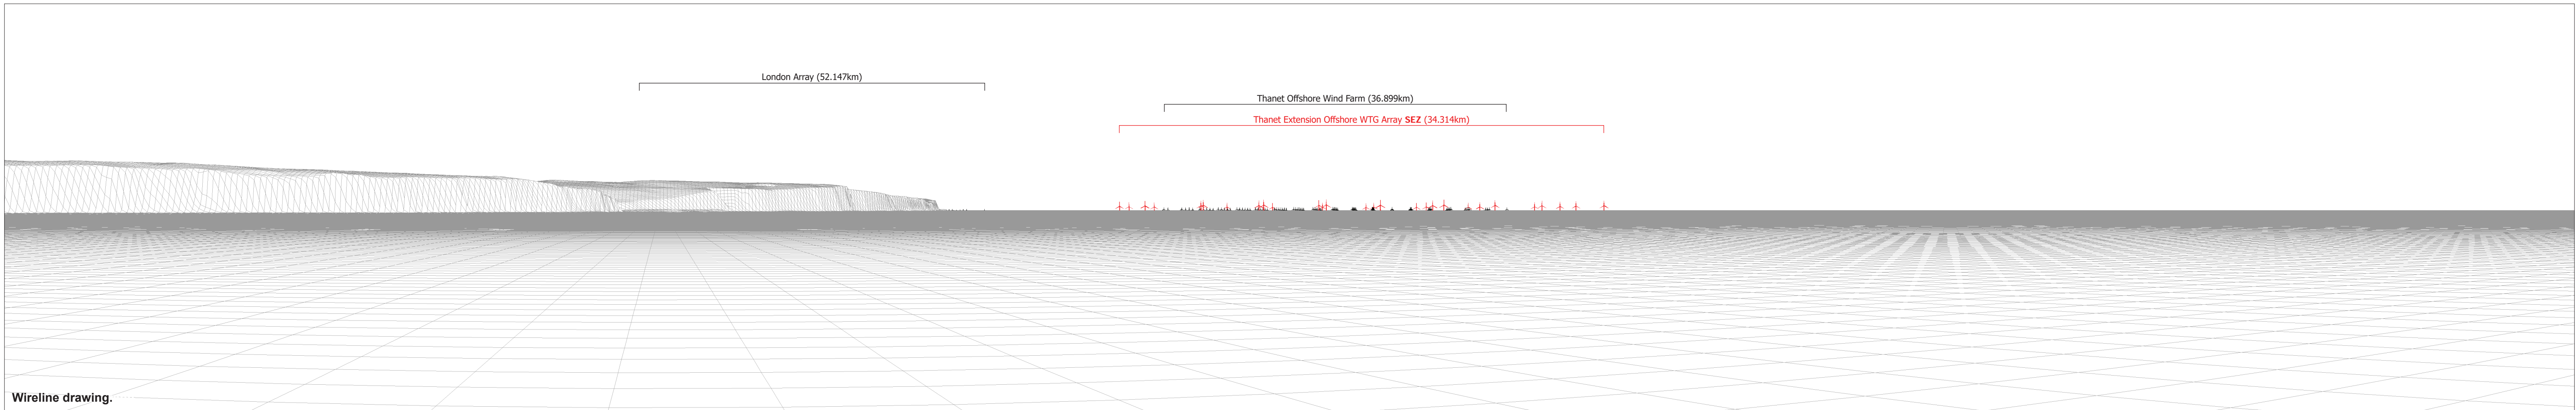 London Array (52.147km)
Thanet Offshore Wind Farm (36.899km)
Thanet Extension Offshore WTG Array SEZ (34.314km)
Wireline drawing.